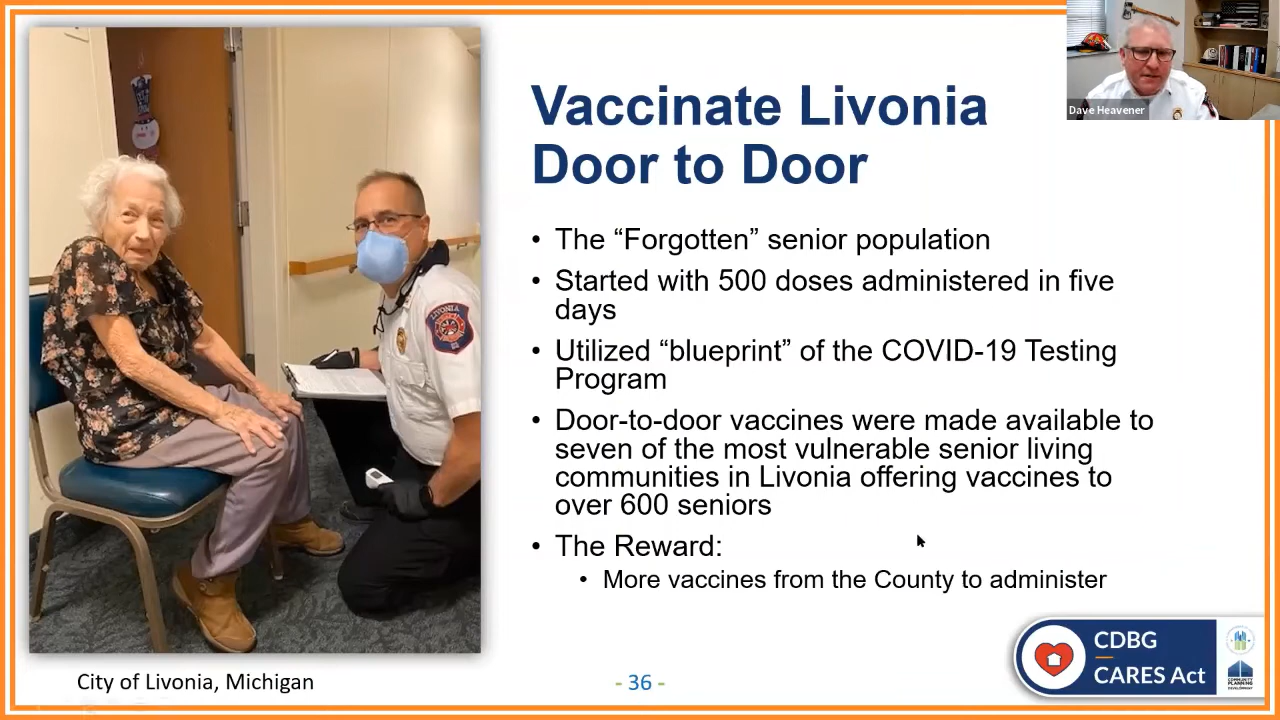 Dave Heavener
Vaccinate Livonia
Door to Door
• The “Forgotten” senior population
• Started with 500 doses administered in five
days
• Utilized “blueprint” of the COVID-19 Testing
Program
• Door-to-door vaccines were made available to
seven of the most vulnerable senior living
communities in Livonia offering vaccines to
over 600 seniors
• The Reward:
• More vaccines from the County to administer
LIVONIA
CDBG
CARES Act
COMMUNITY
PLANNING
DEVELOPMENT
City of Livonia, Michigan
- 36 -